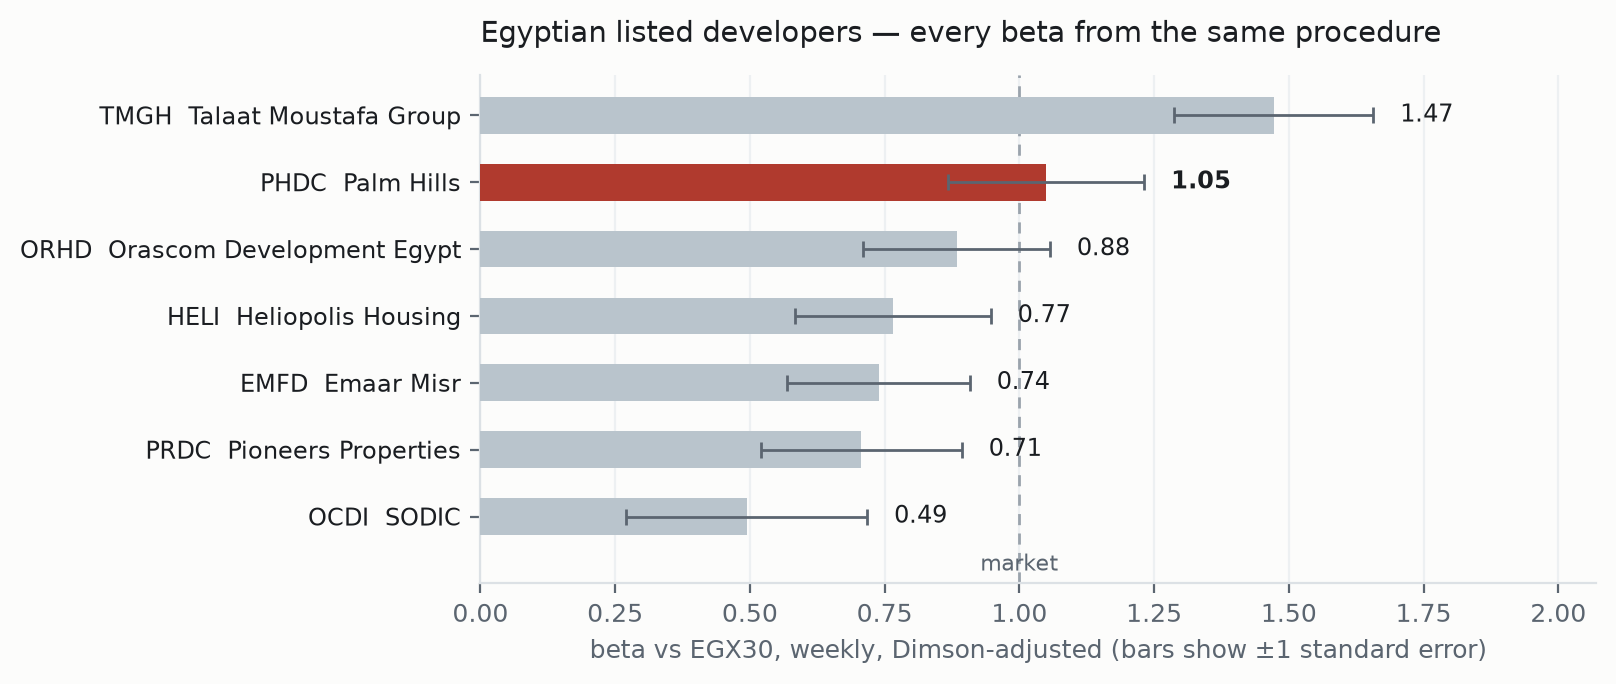 Egyptian listed developers — every beta from the same procedure
TMGH  Talaat Moustafa Group 1.47
PHDC  Palm Hills 1.05
ORHD  Orascom Development Egypt 0.88
HELI  Heliopolis Housing 0.77
EMFD  Emaar Misr 0.74
PRDC  Pioneers Properties 0.71
OCDI  SODIC 0.49
market
0.00 0.25 0.50 0.75 1.00 1.25 1.50 1.75 2.00
beta vs EGX30, weekly, Dimson-adjusted (bars show ±1 standard error)